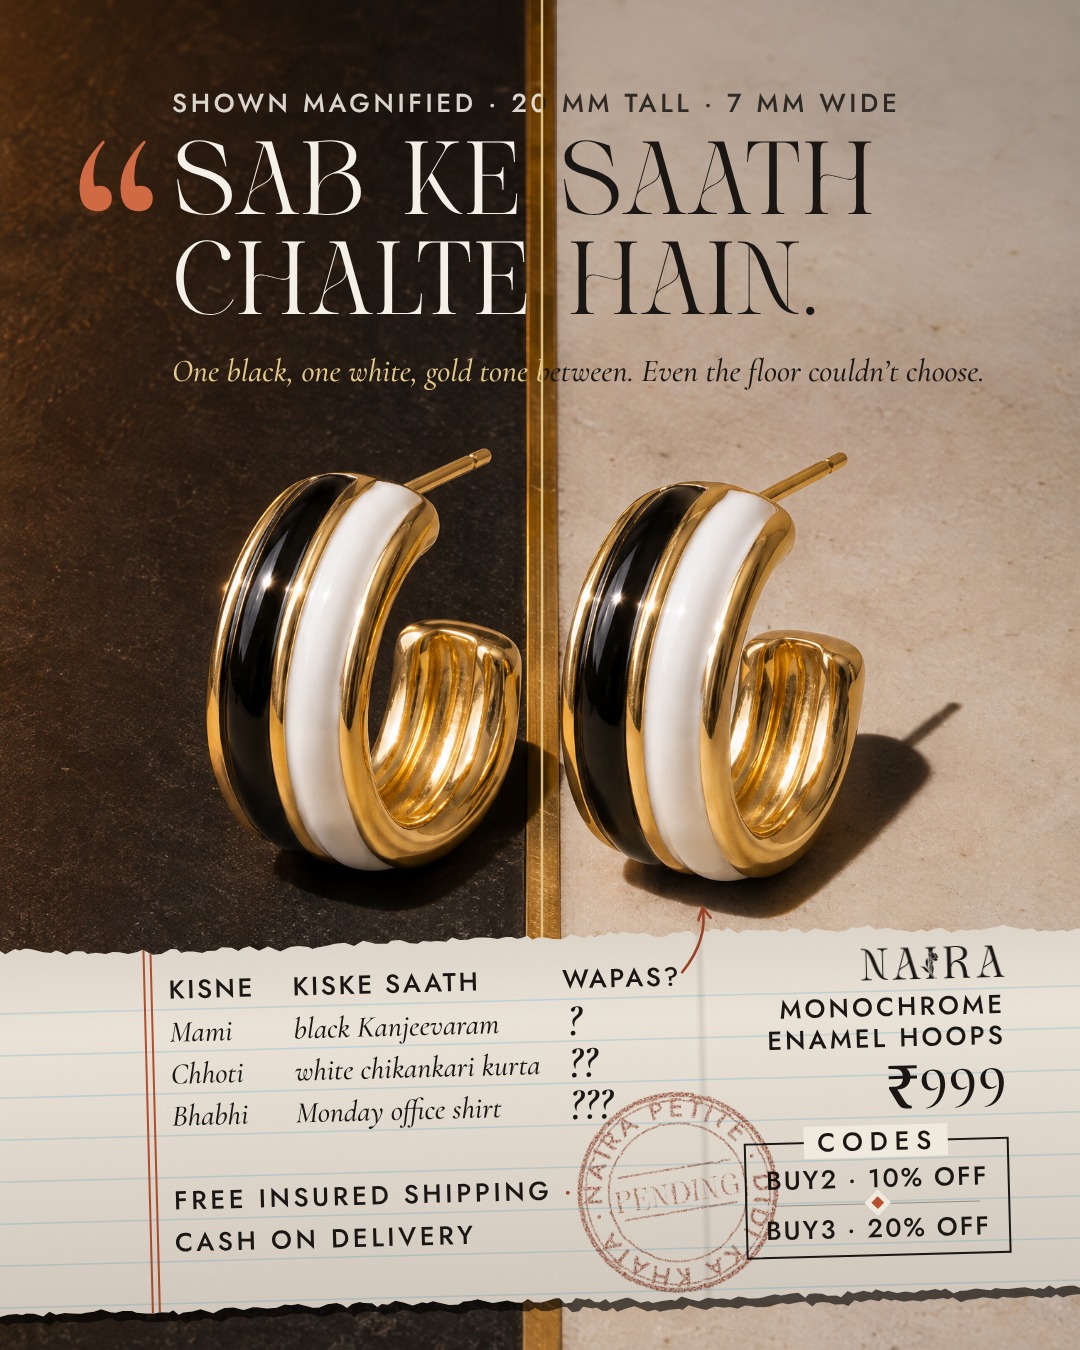 SHOWN MAGNIFIED · 20 MM TALL · 7 MM WIDE
“SAB KE SAATH
CHALTE HAIN.
One black, one white, gold tone between. Even the floor couldn’t choose.
KISNE KISKE SAATH WAPAS?
Mami black Kanjeevaram ?
Chhoti white chikankari kurta ??
Bhabhi Monday office shirt ???
FREE INSURED SHIPPING ·
CASH ON DELIVERY
NAIRA PETITE · DIDI KA KHATA ·
PENDING
NAIRA
MONOCHROME
ENAMEL HOOPS
₹999
CODES
BUY2 · 10% OFF
BUY3 · 20% OFF